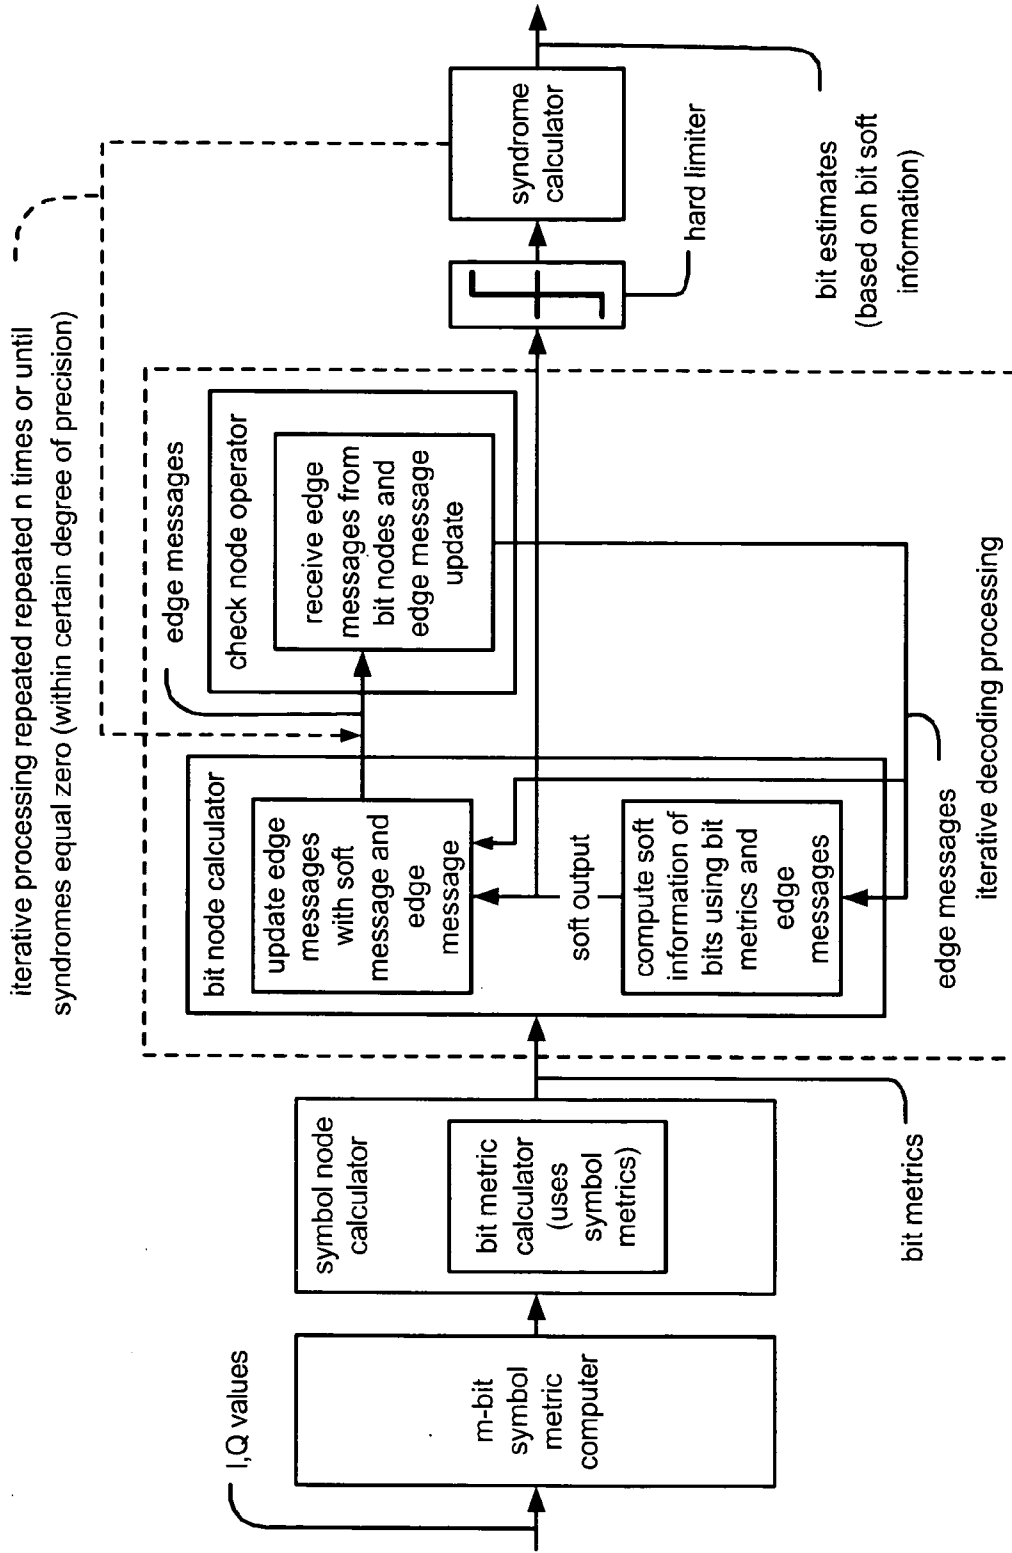 iterative processing repeated repeated n times or until
syndromes equal zero (within certain degree of precision)
I,Q values
m-bit
symbol
metric
computer
symbol node
calculator
bit metric
calculator
(uses
symbol
metrics)
bit metrics
bit node calculator
update edge
messages
with soft
message and
edge
message
soft output
compute soft
information of
bits using bit
metrics and
edge
messages
edge messages
edge messages
check node operator
receive edge
messages from
bit nodes and
edge message
update
iterative decoding processing
hard limiter
syndrome
calculator
bit estimates
(based on bit soft
information)